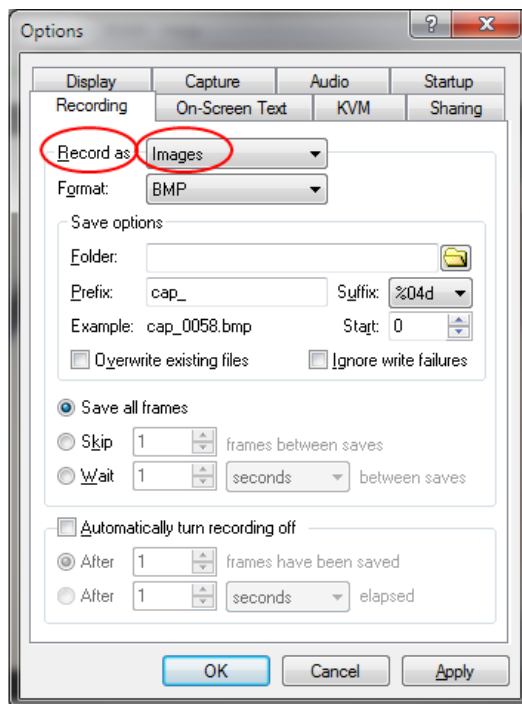 Options
Display Capture Audio Startup
Recording On-Screen Text KVM Sharing
Record as Images
Format: BMP
Save options
Folder:
Prefix: cap_ Suffix: %04d
Example: cap_0058.bmp Start: 0
Overwrite existing files Ignore write failures
Save all frames
Skip 1 frames between saves
Wait 1 seconds between saves
Automatically turn recording off
After 1 frames have been saved
After 1 seconds elapsed
OK Cancel Apply